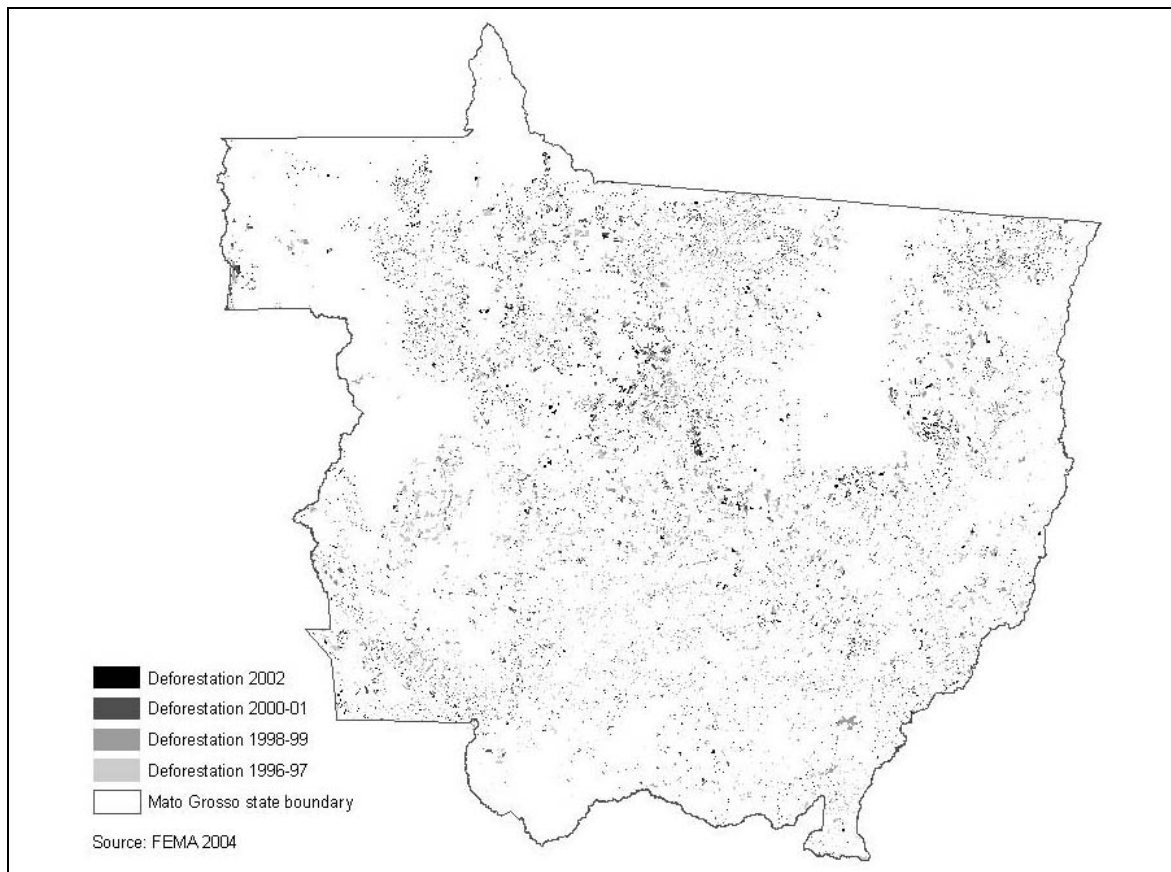 Deforestation 2002
Deforestation 2000-01
Deforestation 1998-99
Deforestation 1996-97
Mato Grosso state boundary
Source: FEMA 2004